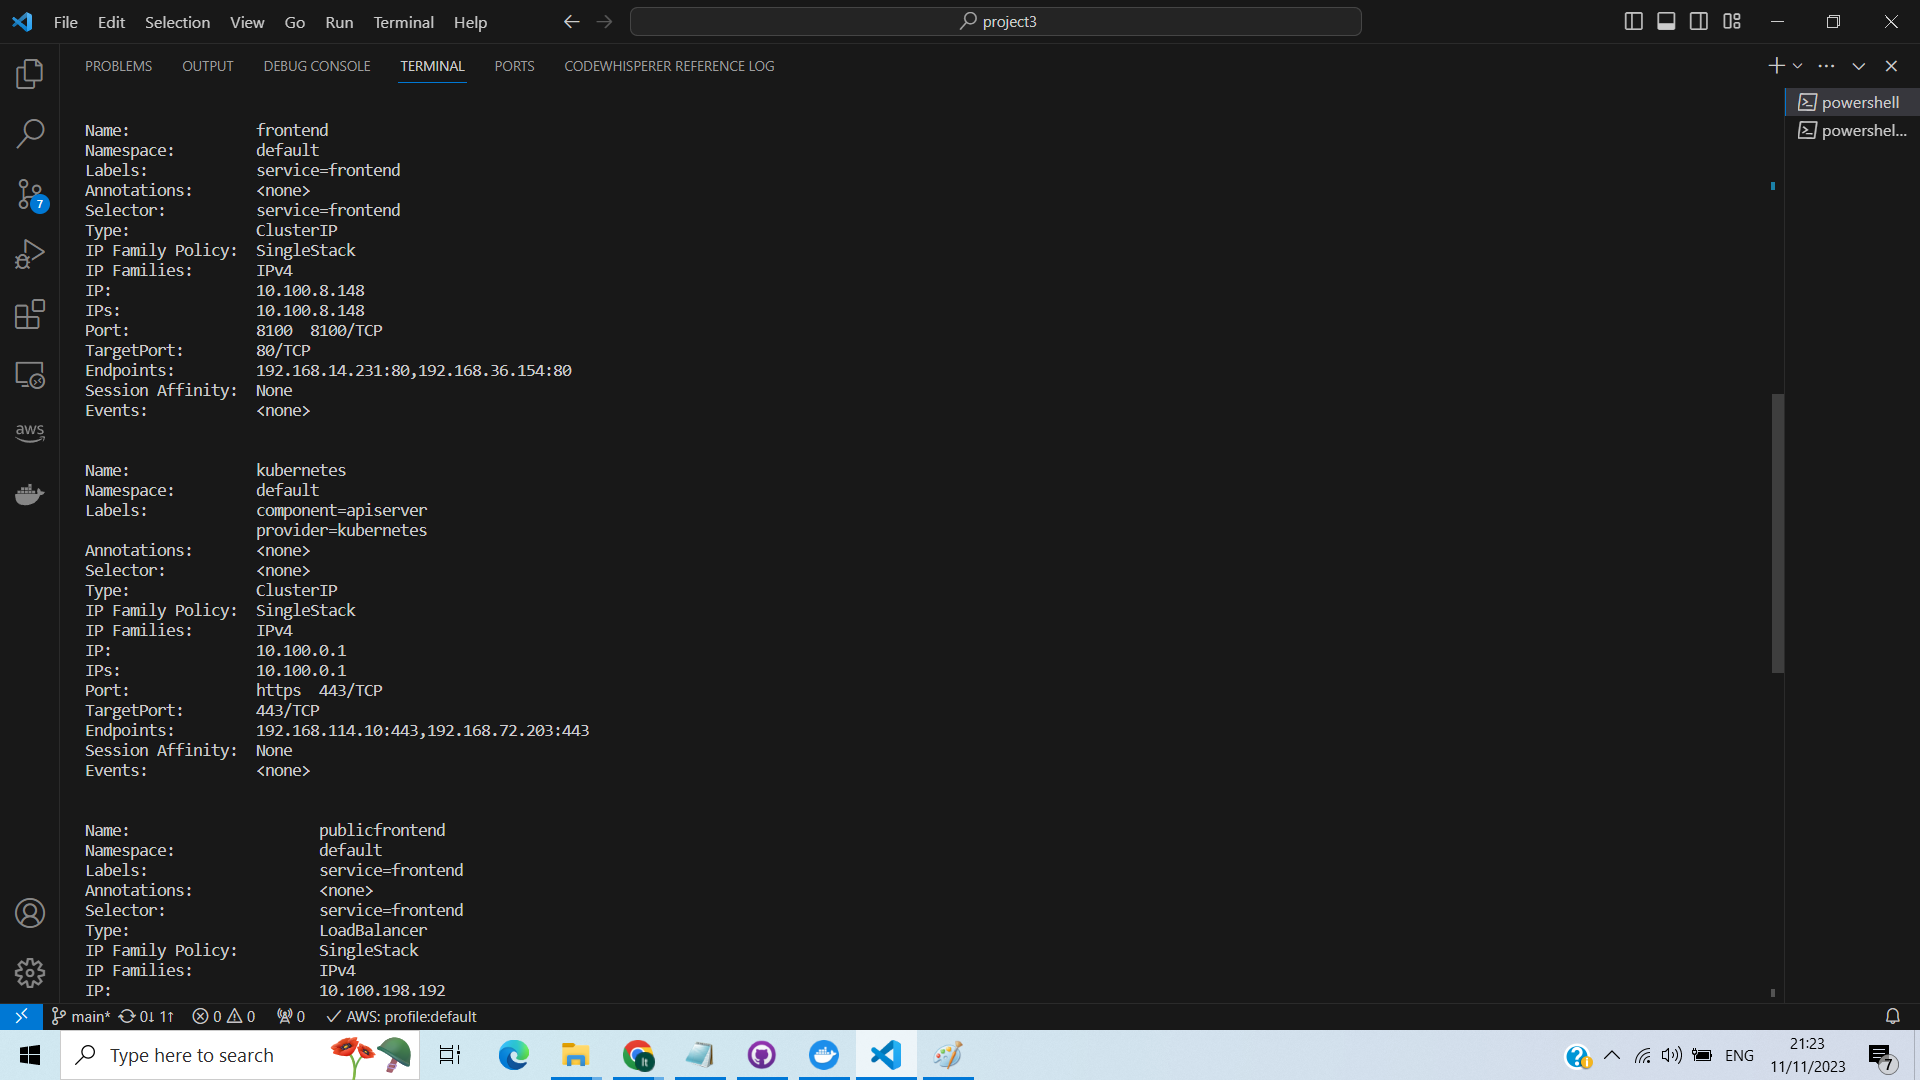 File Edit Selection View Go Run Terminal Help
project3
PROBLEMS OUTPUT DEBUG CONSOLE TERMINAL PORTS CODEWHISPERER REFERENCE LOG
powershell
powershel...
Name: frontend
Namespace: default
Labels: service=frontend
Annotations: <none>
Selector: service=frontend
Type: ClusterIP
IP Family Policy: SingleStack
IP Families: IPv4
IP: 10.100.8.148
IPs: 10.100.8.148
Port: 8100 8100/TCP
TargetPort: 80/TCP
Endpoints: 192.168.14.231:80,192.168.36.154:80
Session Affinity: None
Events: <none>
Name: kubernetes
Namespace: default
Labels: component=apiserver
provider=kubernetes
Annotations: <none>
Selector: <none>
Type: ClusterIP
IP Family Policy: SingleStack
IP Families: IPv4
IP: 10.100.0.1
IPs: 10.100.0.1
Port: https 443/TCP
TargetPort: 443/TCP
Endpoints: 192.168.114.10:443,192.168.72.203:443
Session Affinity: None
Events: <none>
Name: publicfrontend
Namespace: default
Labels: service=frontend
Annotations: <none>
Selector: service=frontend
Type: LoadBalancer
IP Family Policy: SingleStack
IP Families: IPv4
IP: 10.100.198.192
7
aws
main* 0↓ 1↑ 0 0 0 AWS: profile:default
Type here to search
It
ENG
21:23
11/11/2023
7